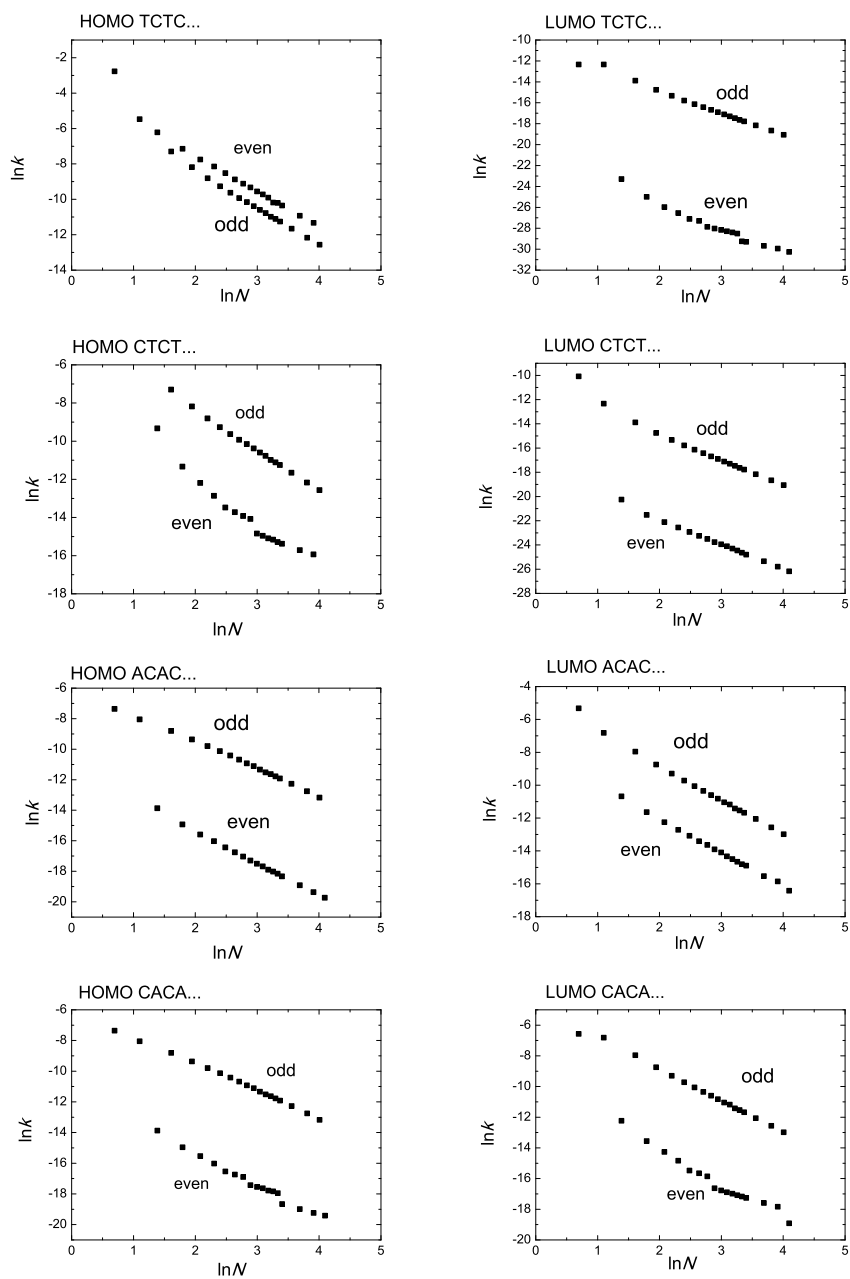 HOMO TCTC...
-2
-4
-6
-8
-10
-12
-14
lnk
even
odd
0 1 2 3 4 5
lnN
LUMO TCTC...
-10
-12
-14
-16
-18
-20
-22
-24
-26
-28
-30
-32
lnk
odd
even
0 1 2 3 4 5
lnN
HOMO CTCT...
-6
-8
-10
-12
-14
-16
-18
lnk
odd
even
0 1 2 3 4 5
lnN
LUMO CTCT...
-10
-12
-14
-16
-18
-20
-22
-24
-26
-28
lnk
odd
even
0 1 2 3 4 5
lnN
HOMO ACAC...
-6
-8
-10
-12
-14
-16
-18
-20
lnk
odd
even
0 1 2 3 4 5
lnN
LUMO ACAC...
-4
-6
-8
-10
-12
-14
-16
-18
lnk
odd
even
0 1 2 3 4 5
lnN
HOMO CACA...
-6
-8
-10
-12
-14
-16
-18
-20
lnk
odd
even
0 1 2 3 4 5
lnN
LUMO CACA...
-6
-8
-10
-12
-14
-16
-18
-20
lnk
odd
even
0 1 2 3 4 5
lnN